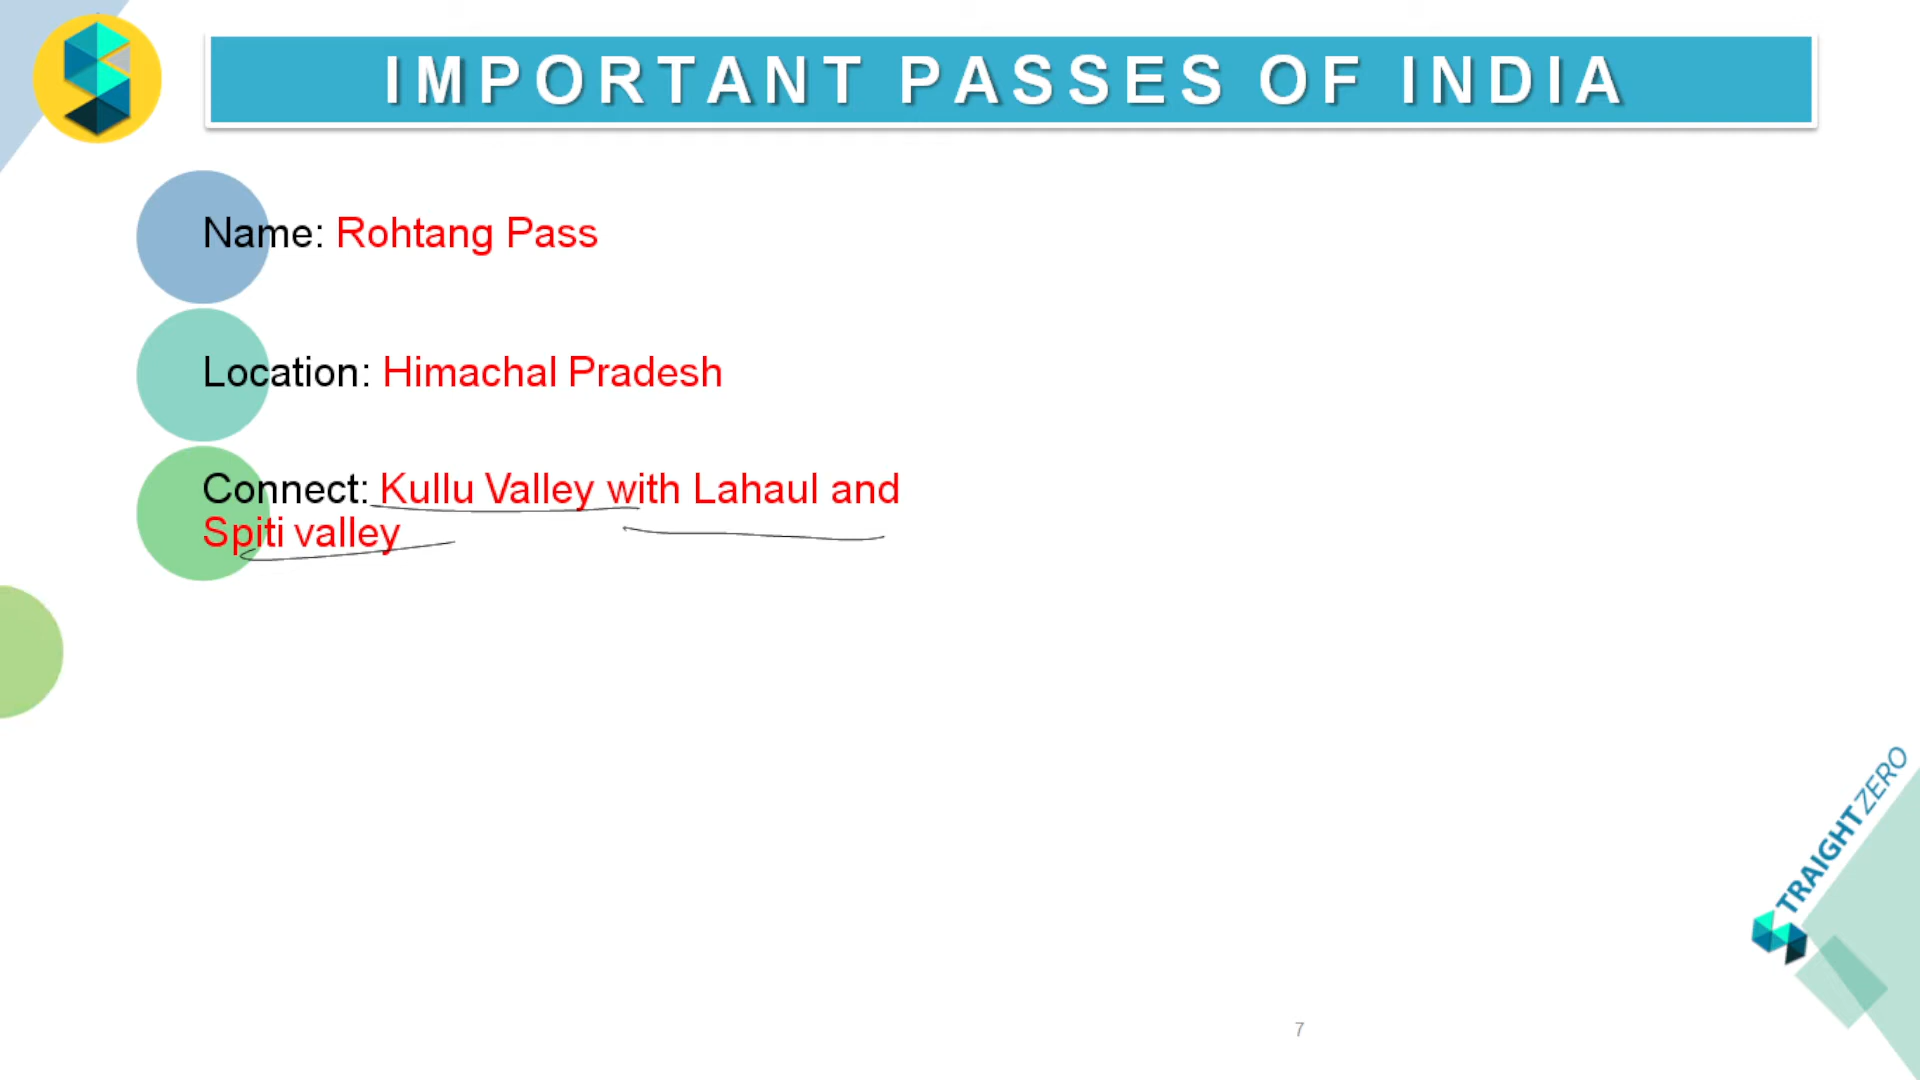 IMPORTANT PASSES OF INDIA
Name: Rohtang Pass
Location: Himachal Pradesh
Connect: Kullu Valley with Lahaul and
Spiti valley
TRAIGHTZERO
7